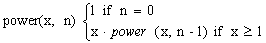 power(x, n) { 1 if n = 0
x · power (x, n - 1) if x ≥ 1